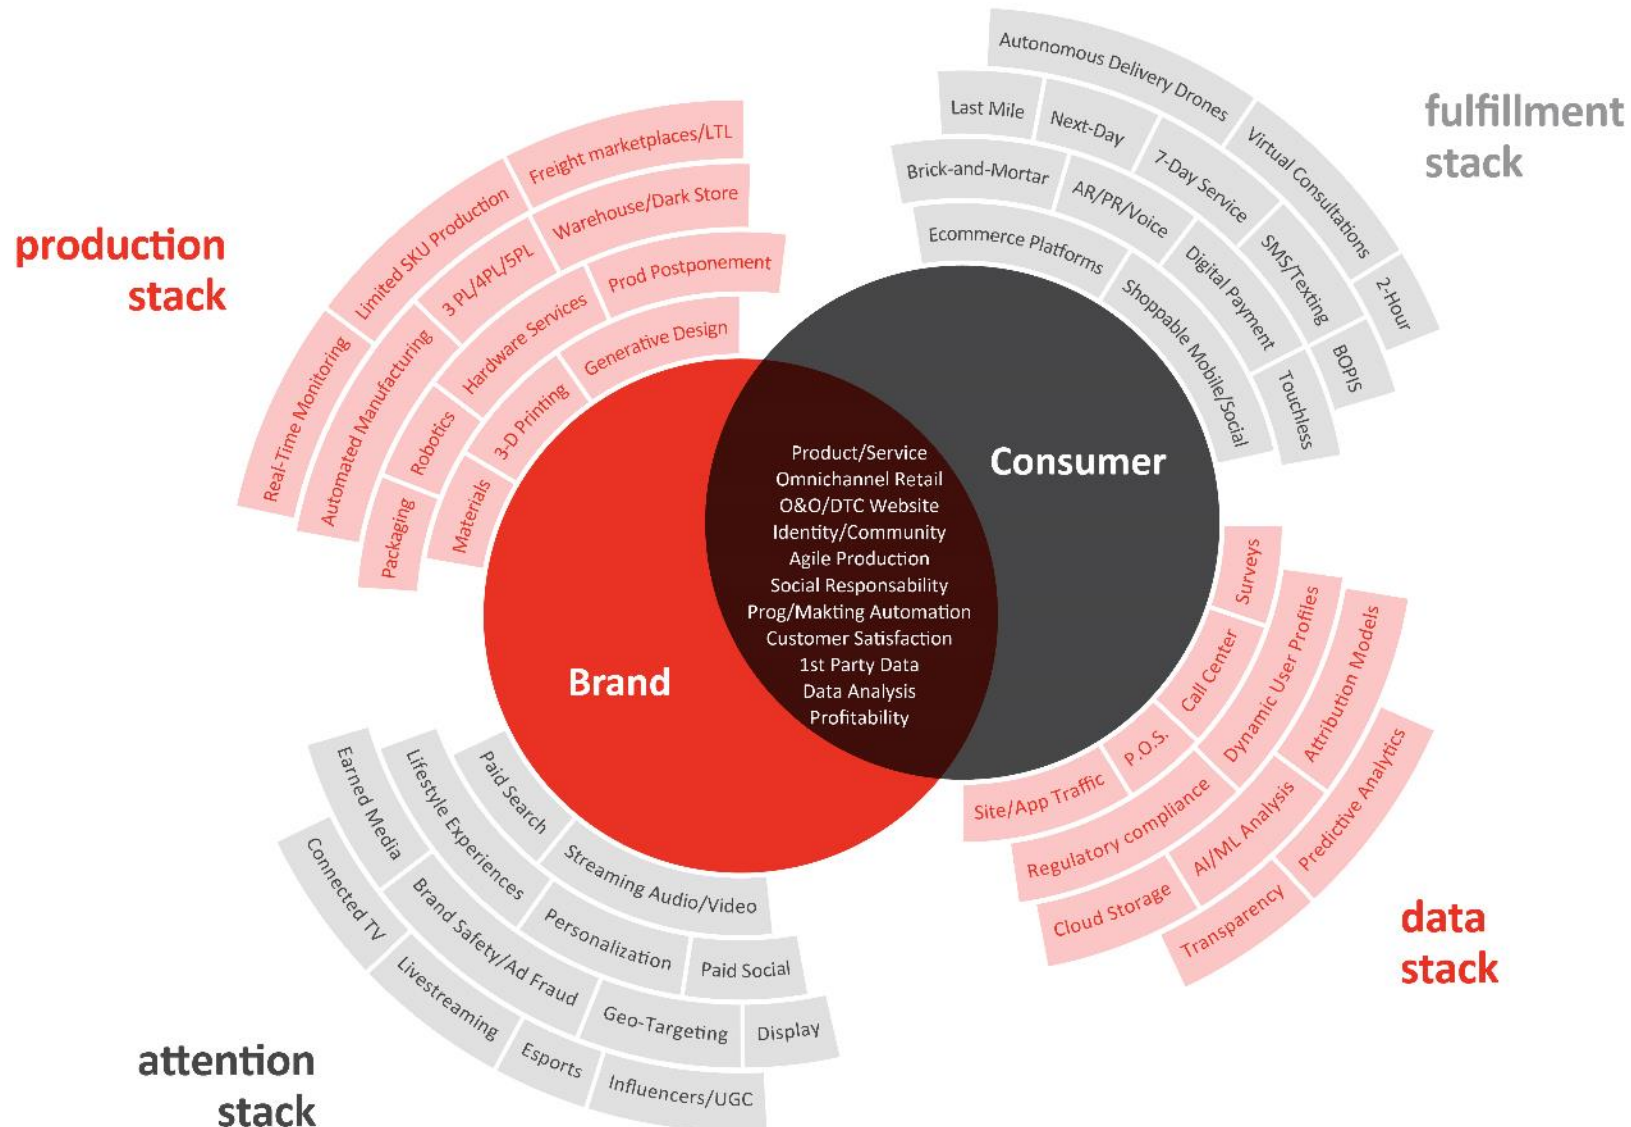 production
stack
Freight marketplaces/LTL
Limited SKU Production
Real-Time Monitoring
Warehouse/Dark Store
3 PL/4PL/5PL
Automated Manufacturing
Prod Postponement
Hardware Services
Robotics
Packaging
Generative Design
3-D Printing
Materials
fulfillment
stack
Autonomous Delivery Drones
Virtual Consultations
2-Hour
Last Mile
Next-Day
7-Day Service
SMS/Texting
BOPIS
Brick-and-Mortar
AR/PR/Voice
Digital Payment
Touchless
Ecommerce Platforms
Shoppable Mobile/Social
Consumer
Brand
Product/Service
Omnichannel Retail
O&O/DTC Website
Identity/Community
Agile Production
Social Responsability
Prog/Makting Automation
Customer Satisfaction
1st Party Data
Data Analysis
Profitability
attention
stack
Paid Search
Streaming Audio/Video
Lifestyle Experiences
Personalization
Paid Social
Earned Media
Brand Safety/Ad Fraud
Geo-Targeting
Display
Connected TV
Livestreaming
Esports
Influencers/UGC
data
stack
Surveys
Call Center
P.O.S.
Site/App Traffic
Dynamic User Profiles
Regulatory compliance
Attribution Models
AI/ML Analysis
Cloud Storage
Predictive Analytics
Transparency